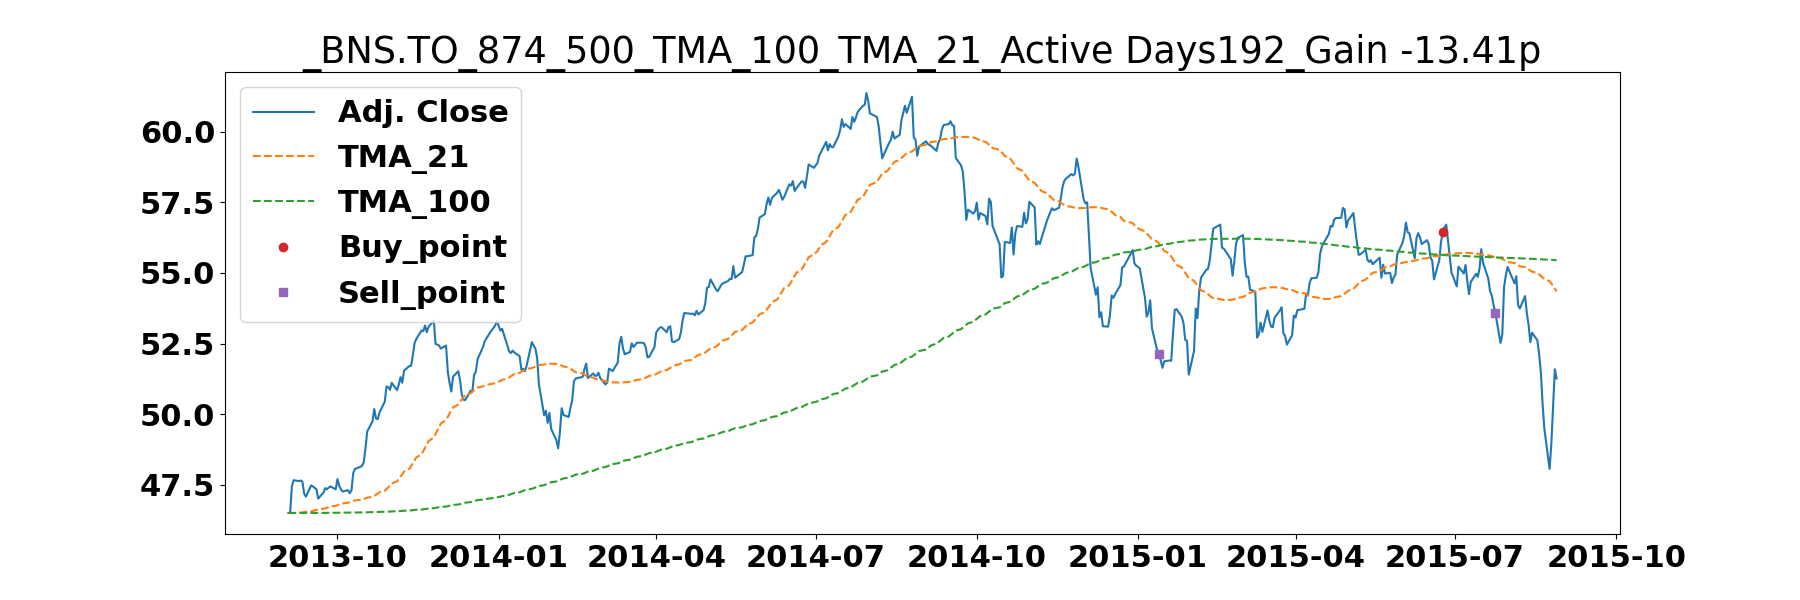 _BNS.TO_874_500_TMA_100_TMA_21_Active Days192_Gain -13.41p
Adj. Close
TMA_21
TMA_100
Buy_point
Sell_point
60.0
57.5
55.0
52.5
50.0
47.5
2013-10 2014-01 2014-04 2014-07 2014-10 2015-01 2015-04 2015-07 2015-10